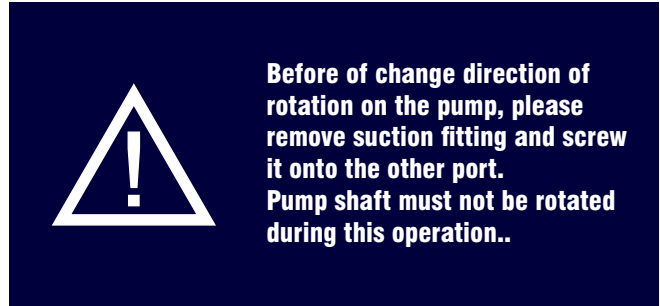 Before of change direction of
rotation on the pump, please
remove suction fitting and screw
it onto the other port.
Pump shaft must not be rotated
during this operation..